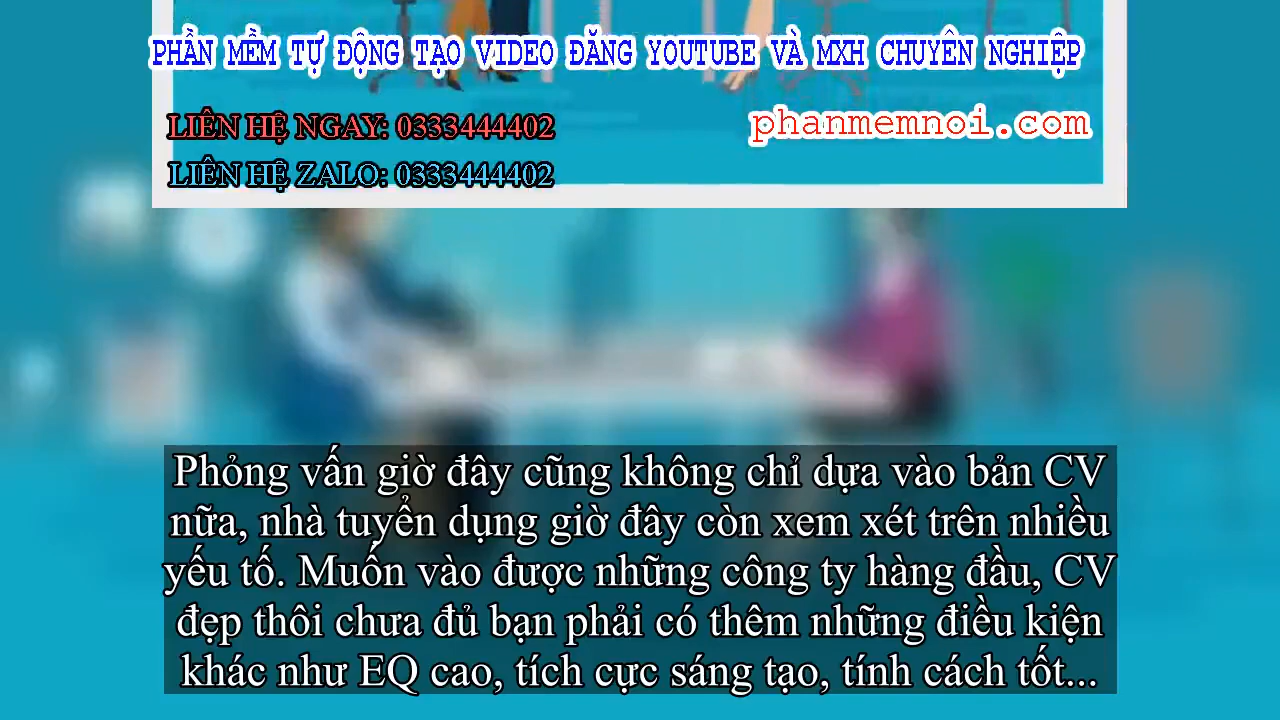 PHẦN MỀM TỰ ĐỘNG TẠO VIDEO ĐĂNG YOUTUBE VÀ MXH CHUYÊN NGHIỆP
LIÊN HỆ NGAY: 0333444402
phanmemnoi.com
LIÊN HỆ ZALO: 0333444402
Phỏng vấn giờ đây cũng không chỉ dựa vào bản CV
nữa, nhà tuyển dụng giờ đây còn xem xét trên nhiều
yếu tố. Muốn vào được những công ty hàng đầu, CV
đẹp thôi chưa đủ bạn phải có thêm những điều kiện
khác như EQ cao, tích cực sáng tạo, tính cách tốt...